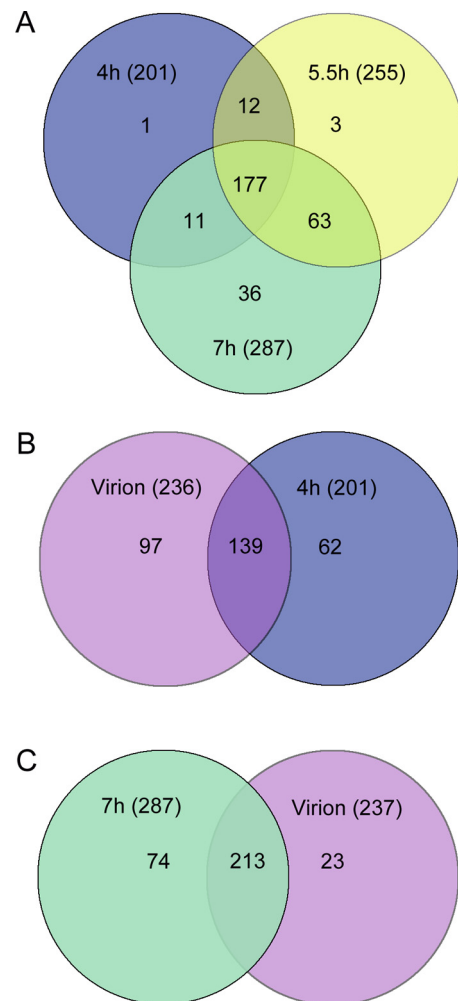 A
4h (201)
5.5h (255)
12
1
3
177
11
63
36
7h (287)
B
Virion (236)
4h (201)
97
139
62
C
7h (287)
Virion (237)
74
213
23